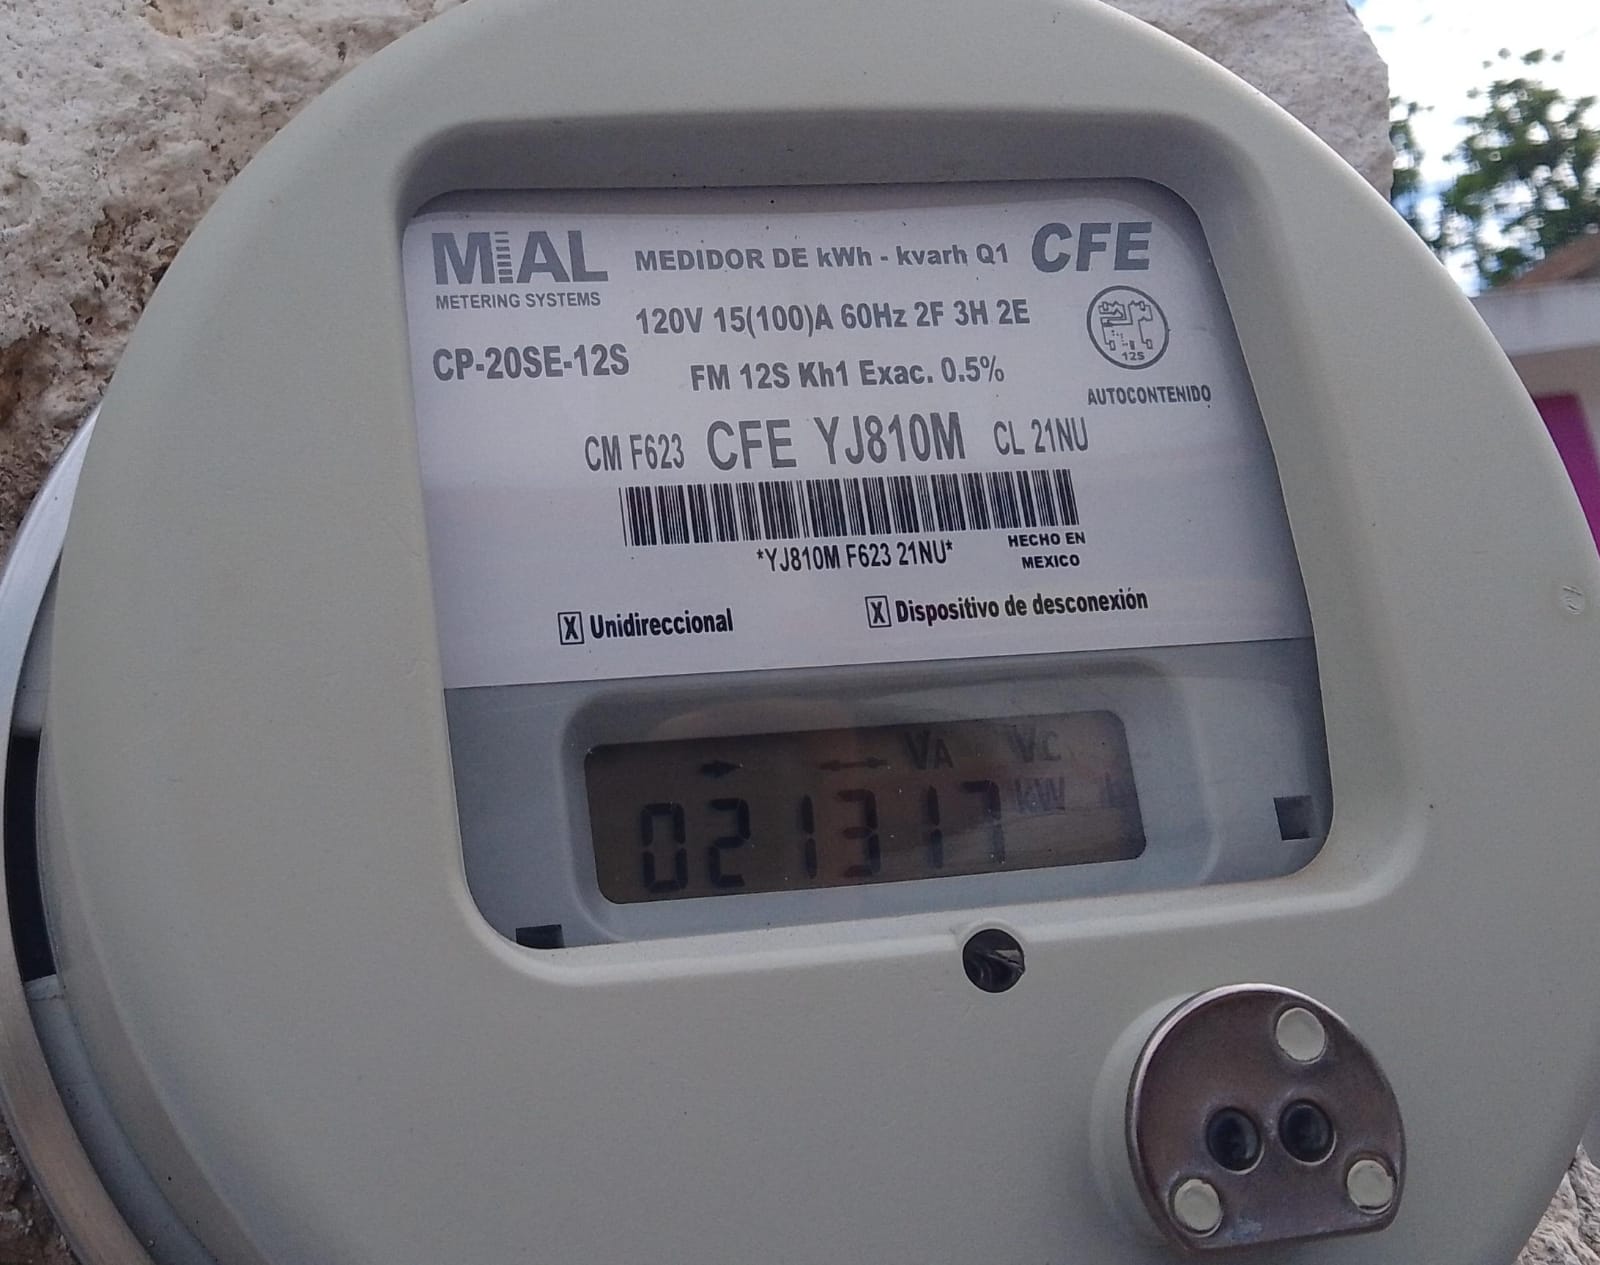 MIAL
METERING SYSTEMS
MEDIDOR DE kWh - kvarh Q1
CFE
120V 15(100)A 60Hz 2F 3H 2E
CP-20SE-12S
FM 12S Kh1 Exac. 0.5%
12S
AUTOCONTENIDO
CM F623 CFE YJ810M CL 21NU
*YJ810M F623 21NU*
HECHO EN
MEXICO
X Unidireccional
X Dispositivo de desconexión
VA VC
021317 kW h